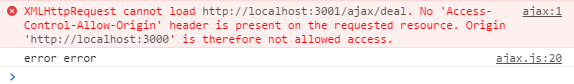 XMLHttpRequest cannot load http://localhost:3001/ajax/deal. No 'Access- ajax:1
Control-Allow-Origin' header is present on the requested resource. Origin
'http://localhost:3000' is therefore not allowed access.
error error ajax.js:20